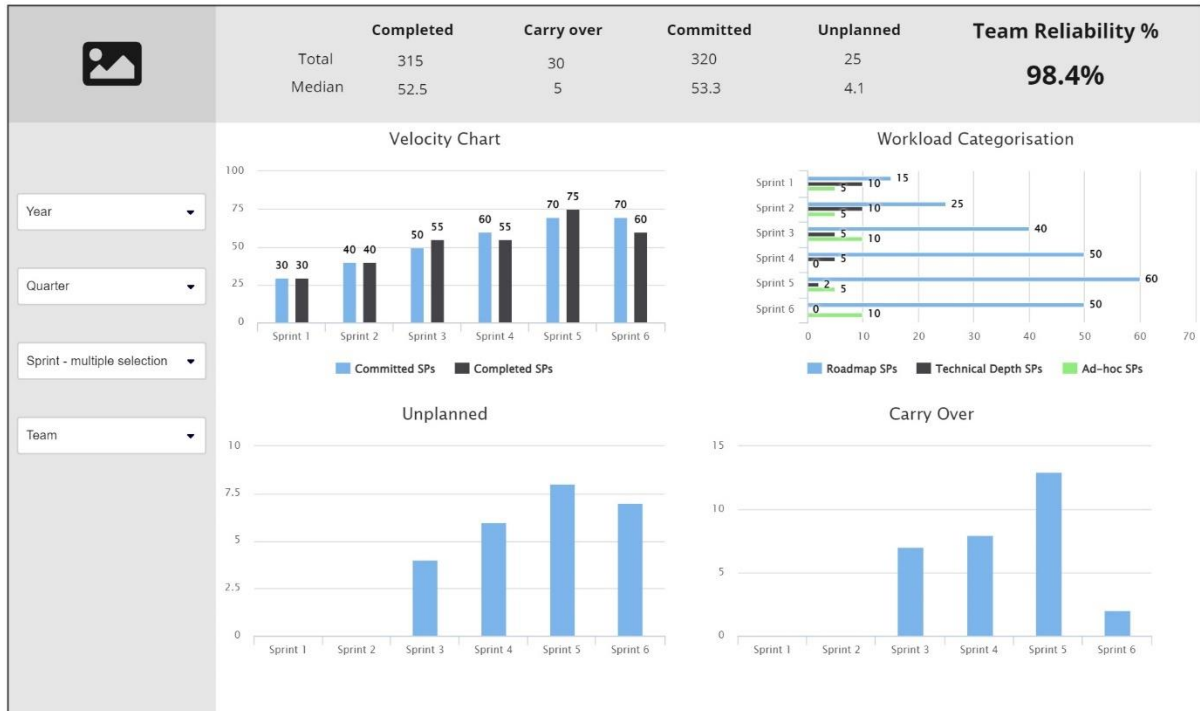 Completed Carry over Committed Unplanned Team Reliability %
Total 315 30 320 25 98.4%
Median 52.5 5 53.3 4.1
Year
Quarter
Sprint - multiple selection
Team
Velocity Chart
100
75
50
25
0
30 30 40 40 50 55 60 55 70 75 70 60
Sprint 1 Sprint 2 Sprint 3 Sprint 4 Sprint 5 Sprint 6
Committed SPs Completed SPs
Workload Categorisation
Sprint 1 15 10 5
Sprint 2 25 10 5
Sprint 3 40 5 10
Sprint 4 50 5 0
Sprint 5 60 2 5
Sprint 6 50 0 10
0 10 20 30 40 50 60 70
Roadmap SPs Technical Depth SPs Ad-hoc SPs
Unplanned
10
7.5
5
2.5
0
Sprint 1 Sprint 2 Sprint 3 Sprint 4 Sprint 5 Sprint 6
Carry Over
15
10
5
0
Sprint 1 Sprint 2 Sprint 3 Sprint 4 Sprint 5 Sprint 6